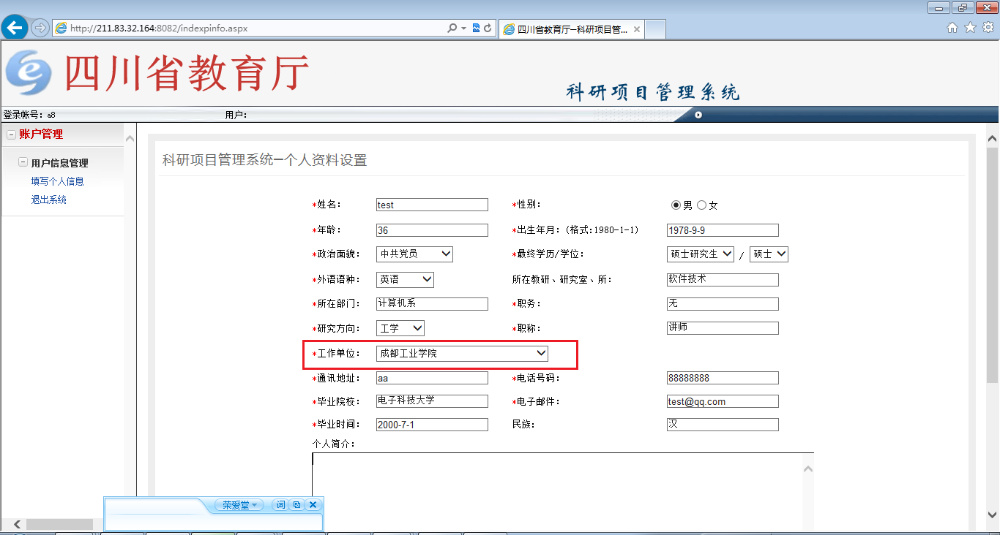 http://211.83.32.164:8082/indexpinfo.aspx
四川省教育厅—科研项目管...
四川省教育厅
科研项目管理系统
登录帐号：a8 用户：
账户管理
用户信息管理
填写个人信息
退出系统
科研项目管理系统—个人资料设置
*姓名： test *性别： 男 女
*年龄： 36 *出生年月：(格式:1980-1-1) 1978-9-9
*政治面貌： 中共党员 *最终学历/学位： 硕士研究生 / 硕士
*外语语种： 英语 所在教研、研究室、所： 软件技术
*所在部门： 计算机系 *职务： 无
*研究方向： 工学 *职称： 讲师
*工作单位： 成都工业学院
*通讯地址： aa *电话号码： 88888888
*毕业院校： 电子科技大学 *电子邮件： test@qq.com
*毕业时间： 2000-7-1 民族： 汉
个人简介：
荣爱堂 词